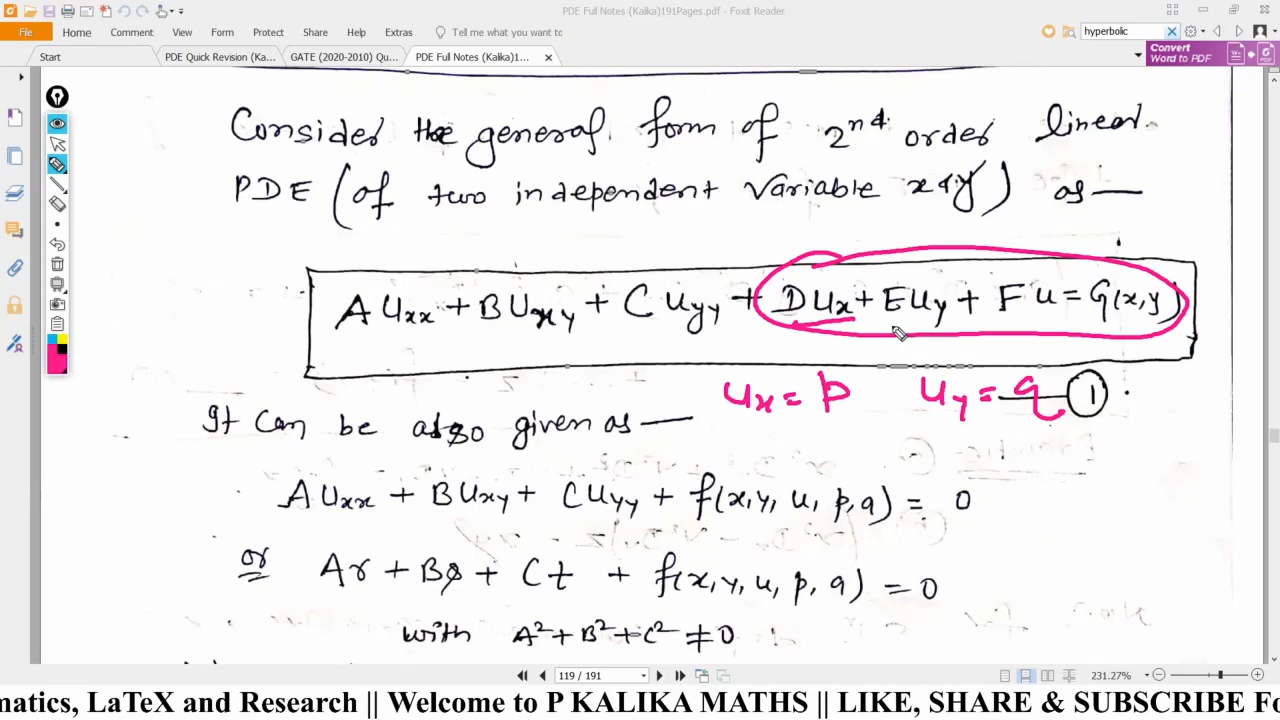 PDE Full Notes (Kalika)191Pages.pdf - Foxit Reader
File Home Comment View Form Protect Share Help Extras Tell me what you want to hyperbolic
Start PDE Quick Revision (Ka... GATE (2020-2010) Qu... PDE Full Notes (Kalika)1... Convert Word to PDF
Consider the general form of 2nd order linear
PDE (of two independent variable x & y) as —
A Uxx + B Uxy + C Uyy + D Ux + E Uy + F u = G(x,y)
ux = p uy = q ①
It can be also given as —
A Uxx + B Uxy + C Uyy + f(x, y, u, p, q) = 0
or Ar + Bs + Ct + f(x, y, u, p, q) = 0
with A² + B² + C² ≠ 0
119 / 191 231.27%
matics, LaTeX and Research || Welcome to P KALIKA MATHS || LIKE, SHARE & SUBSCRIBE Fo